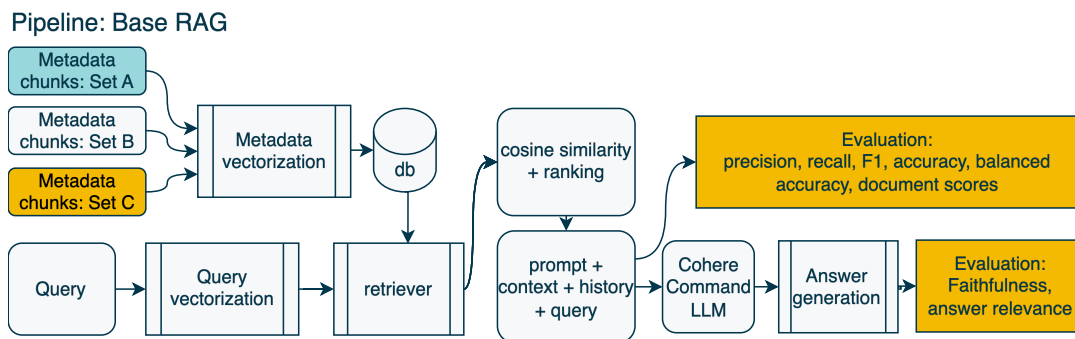 Pipeline: Base RAG
Metadata
chunks: Set A
Metadata
chunks: Set B
Metadata
chunks: Set C
Metadata
vectorization
db
cosine similarity
+ ranking
Evaluation:
precision, recall, F1, accuracy, balanced
accuracy, document scores
Query
Query
vectorization
retriever
prompt +
context + history
+ query
Cohere
Command
LLM
Answer
generation
Evaluation:
Faithfulness,
answer relevance